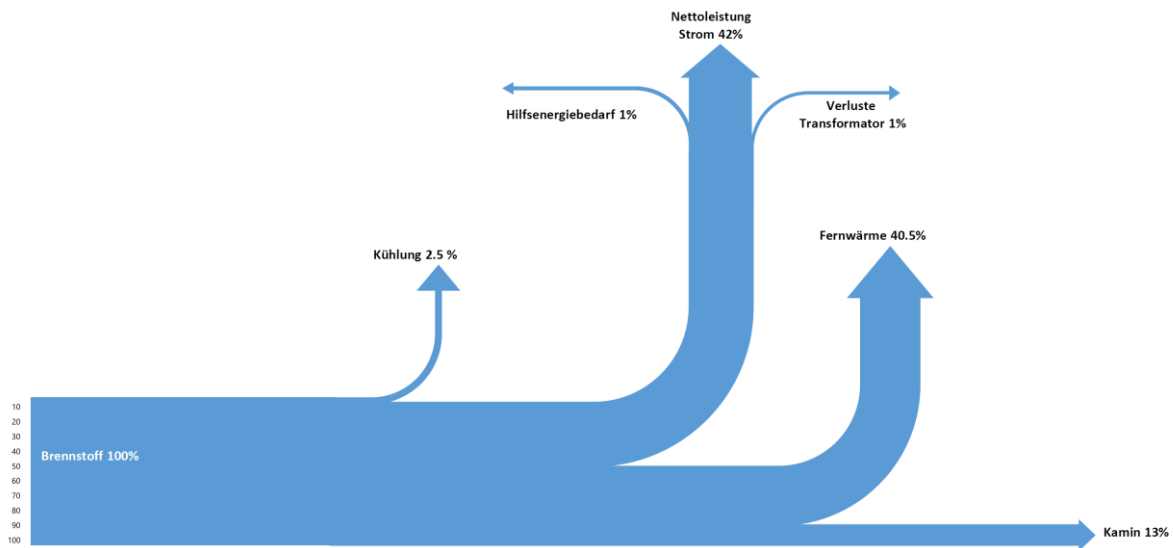 Nettoleistung
Strom 42%
Hilfsenergiebedarf 1%
Verluste
Transformator 1%
Fernwärme 40.5%
Kühlung 2.5 %
10
20
30
40
50
60
70
80
90
100
Brennstoff 100%
Kamin 13%